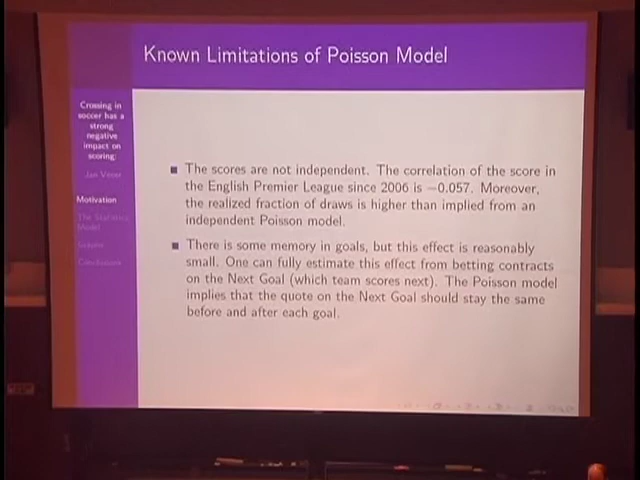 Known Limitations of Poisson Model
Crossing in
soccer has a
strong
negative
impact on
scoring:
Jan Vecer
Motivation
The Statistical
Model
Conclusions
The scores are not independent. The correlation of the score in
the English Premier League since 2006 is −0.057. Moreover,
the realized fraction of draws is higher than implied from an
independent Poisson model.
There is some memory in goals, but this effect is reasonably
small. One can fully estimate this effect from betting contracts
on the Next Goal (which team scores next). The Poisson model
implies that the quote on the Next Goal should stay the same
before and after each goal.